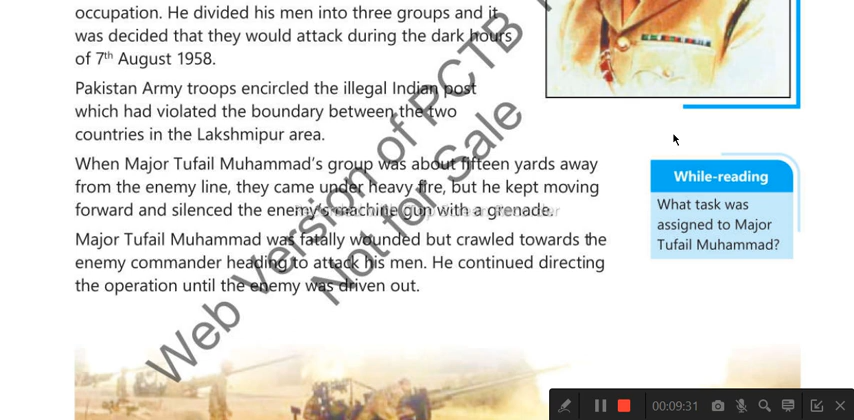 occupation. He divided his men into three groups and it
was decided that they would attack during the dark hours
of 7th August 1958.
Pakistan Army troops encircled the illegal Indian post
which had violated the boundary between the two
countries in the Lakshmipur area.
When Major Tufail Muhammad's group was about fifteen yards away
from the enemy line, they came under heavy fire, but he kept moving
forward and silenced the enemy's machine gun with a grenade.
Major Tufail Muhammad was fatally wounded but crawled towards the
enemy commander heading to attack his men. He continued directing
the operation until the enemy was driven out.
While-reading
What task was
assigned to Major
Tufail Muhammad?
Web Version of PCTB
Not for Sale
00:09:31